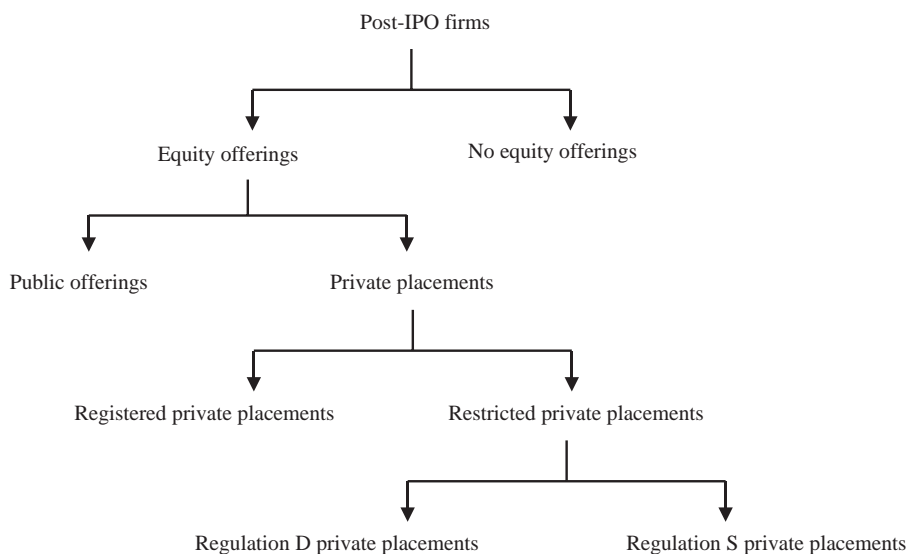 Post-IPO firms
Equity offerings
No equity offerings
Public offerings
Private placements
Registered private placements
Restricted private placements
Regulation D private placements
Regulation S private placements